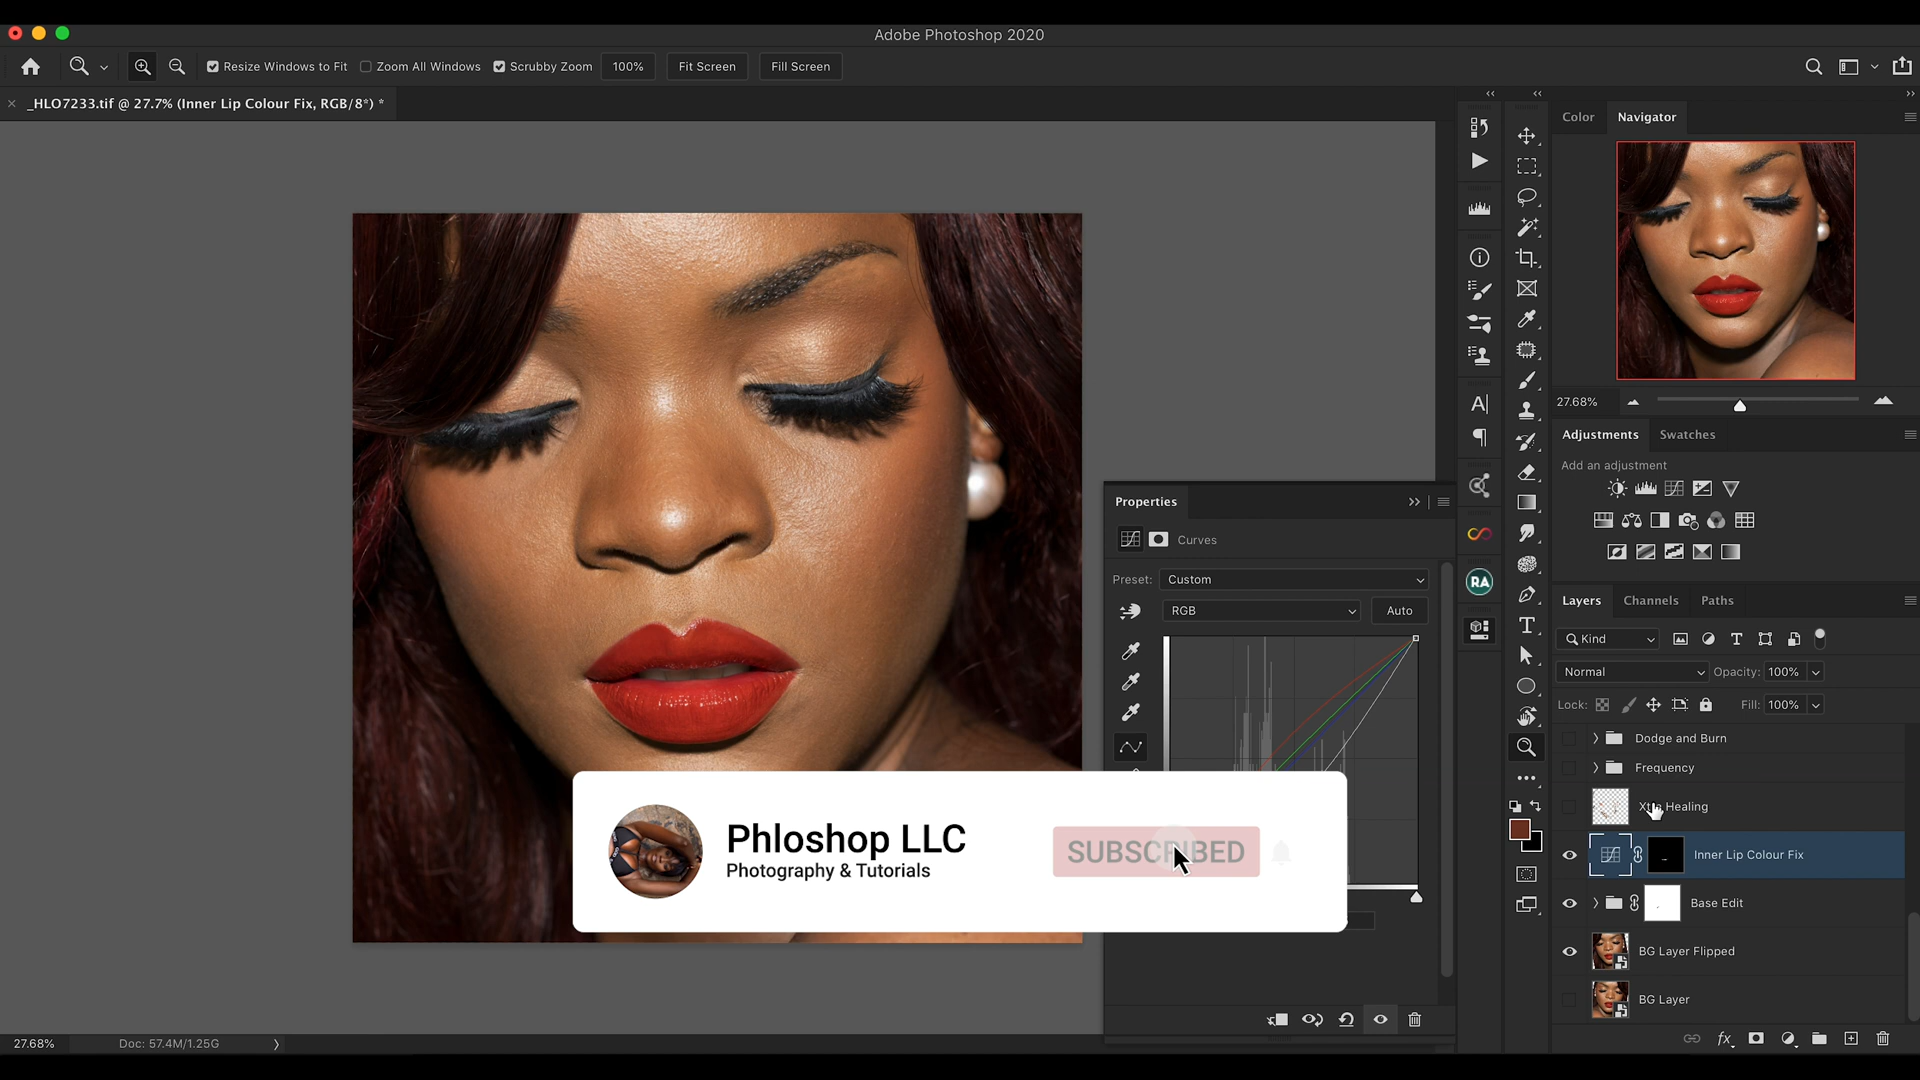 Adobe Photoshop 2020
Resize Windows to Fit
Zoom All Windows
Scrubby Zoom
100%
Fit Screen
Fill Screen
_HLO7233.tif @ 27.7% (Inner Lip Colour Fix, RGB/8*) *
Color
Navigator
27.68%
Adjustments
Swatches
Add an adjustment
Properties
Curves
Preset: Custom
RGB
Auto
RA
Layers
Channels
Paths
Kind
Normal
Opacity: 100%
Lock:
Fill: 100%
Dodge and Burn
Frequency
Healing
Inner Lip Colour Fix
Base Edit
BG Layer Flipped
BG Layer
Phloshop LLC
Photography & Tutorials
SUBSCRIBED
27.68%
Doc: 57.4M/1.25G
fx